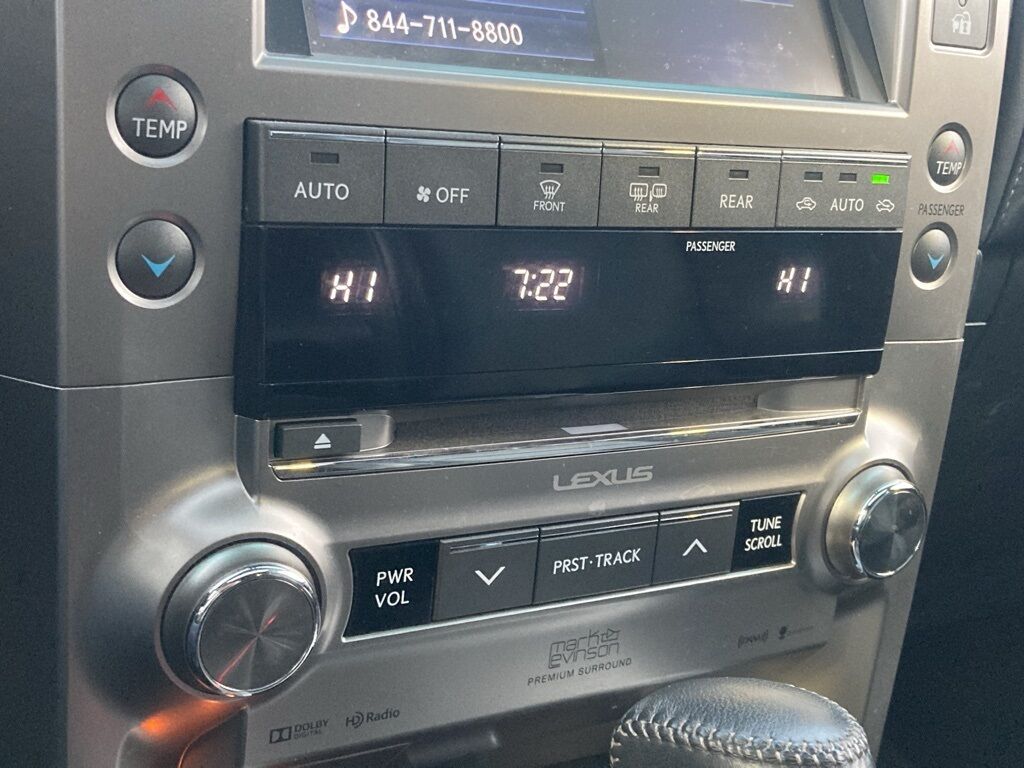 ♪ 844-711-8800
TEMP
AUTO
OFF
FRONT
REAR
REAR
AUTO
TEMP
PASSENGER
PASSENGER
HI
7:22
HI
LEXUS
PWR
VOL
PRST·TRACK
TUNE
SCROLL
mark
levinson
PREMIUM SURROUND
DOLBY
DIGITAL
HD Radio